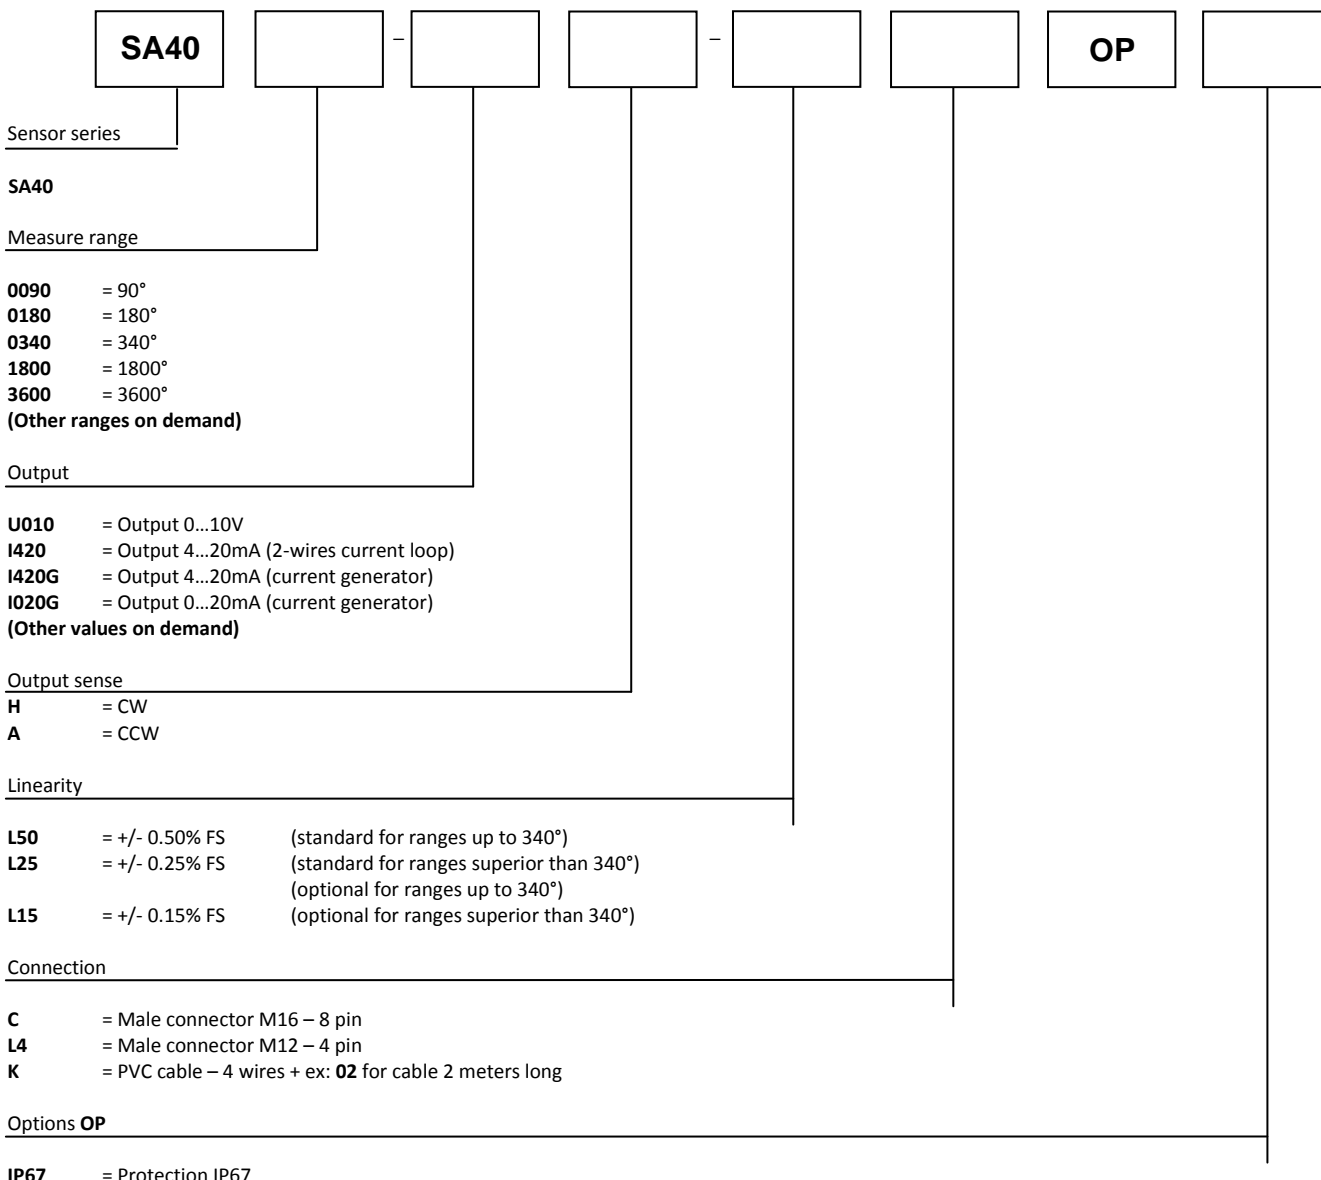 SA40 – – OP
Sensor series
SA40
Measure range
0090 = 90°
0180 = 180°
0340 = 340°
1800 = 1800°
3600 = 3600°
(Other ranges on demand)
Output
U010 = Output 0...10V
I420 = Output 4...20mA (2-wires current loop)
I420G = Output 4...20mA (current generator)
I020G = Output 0...20mA (current generator)
(Other values on demand)
Output sense
H = CW
A = CCW
Linearity
L50 = +/- 0.50% FS (standard for ranges up to 340°)
L25 = +/- 0.25% FS (standard for ranges superior than 340°)
(optional for ranges up to 340°)
L15 = +/- 0.15% FS (optional for ranges superior than 340°)
Connection
C = Male connector M16 – 8 pin
L4 = Male connector M12 – 4 pin
K = PVC cable – 4 wires + ex: 02 for cable 2 meters long
Options OP
IP67 = Protection IP67